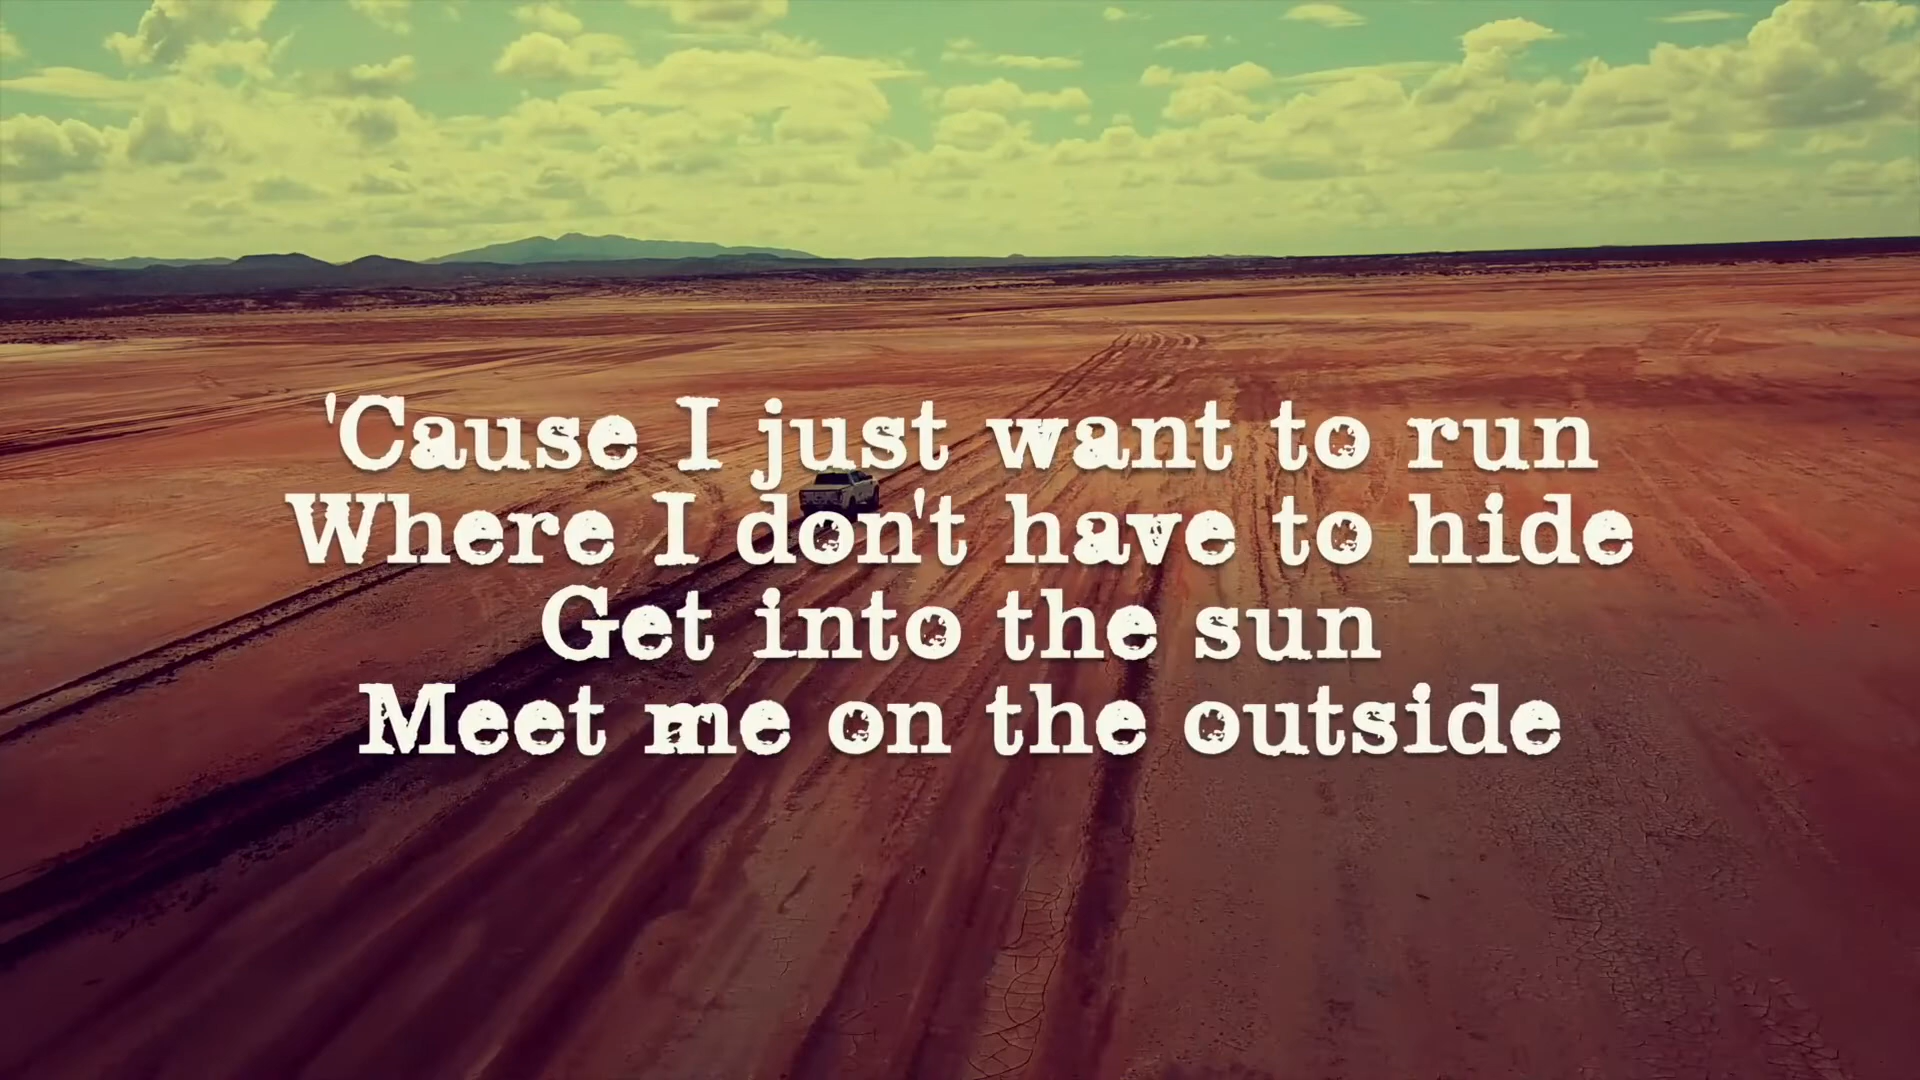 'Cause I just want to run
Where I don't have to hide
Get into the sun
Meet me on the outside